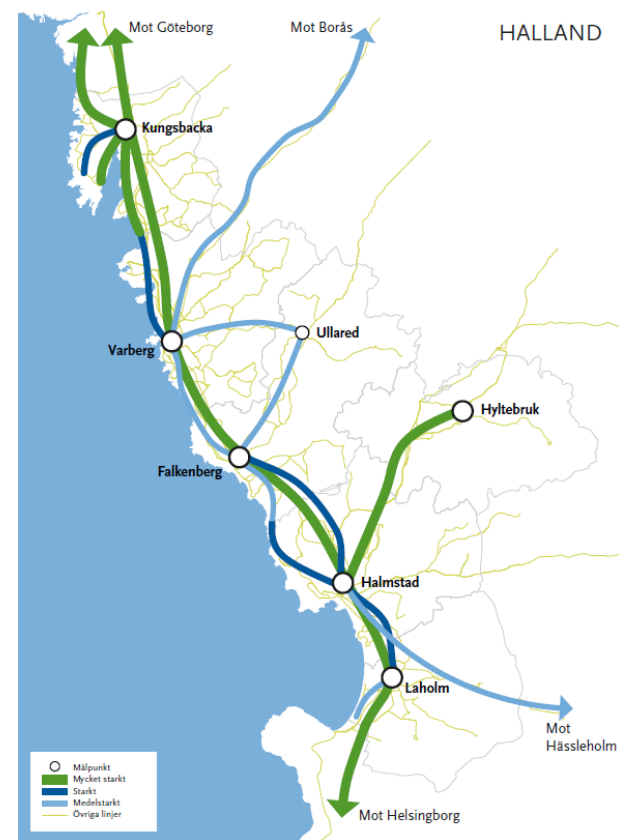 Mot Göteborg
Mot Borås
HALLAND
Kungsbacka
Ullared
Varberg
Hyltebruk
Falkenberg
Halmstad
Laholm
Mot
Hässleholm
Mot Helsingborg
Målpunkt
Mycket starkt
Starkt
Medelstarkt
Övriga linjer